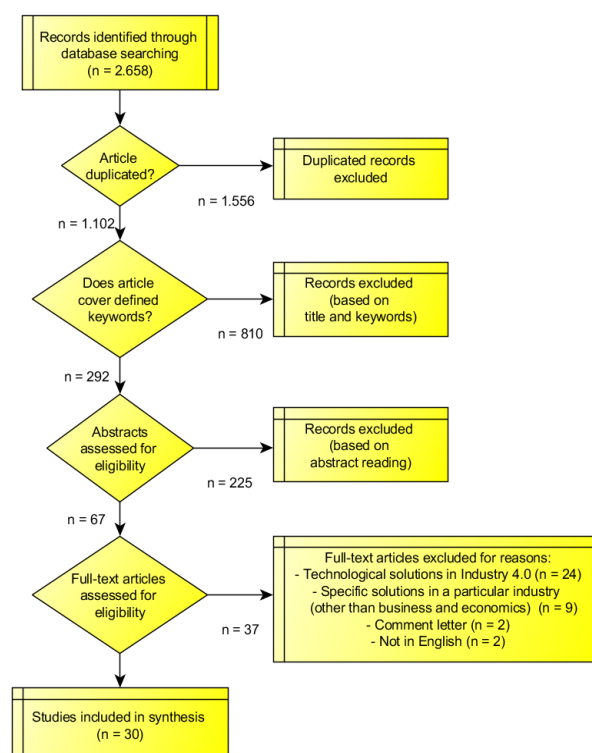 Records identified through
database searching
(n = 2.658)
Article
duplicated?
Duplicated records
excluded
n = 1.556
n = 1.102
Does article
cover defined
keywords?
Records excluded
(based on
title and keywords)
n = 810
n = 292
Abstracts
assessed for
eligibility
Records excluded
(based on
abstract reading)
n = 225
n = 67
Full-text articles
assessed for
eligibility
Full-text articles excluded for reasons:
- Technological solutions in Industry 4.0 (n = 24)
- Specific solutions in a particular industry
(other than business and economics) (n = 9)
- Comment letter (n = 2)
- Not in English (n = 2)
n = 37
Studies included in synthesis
(n = 30)